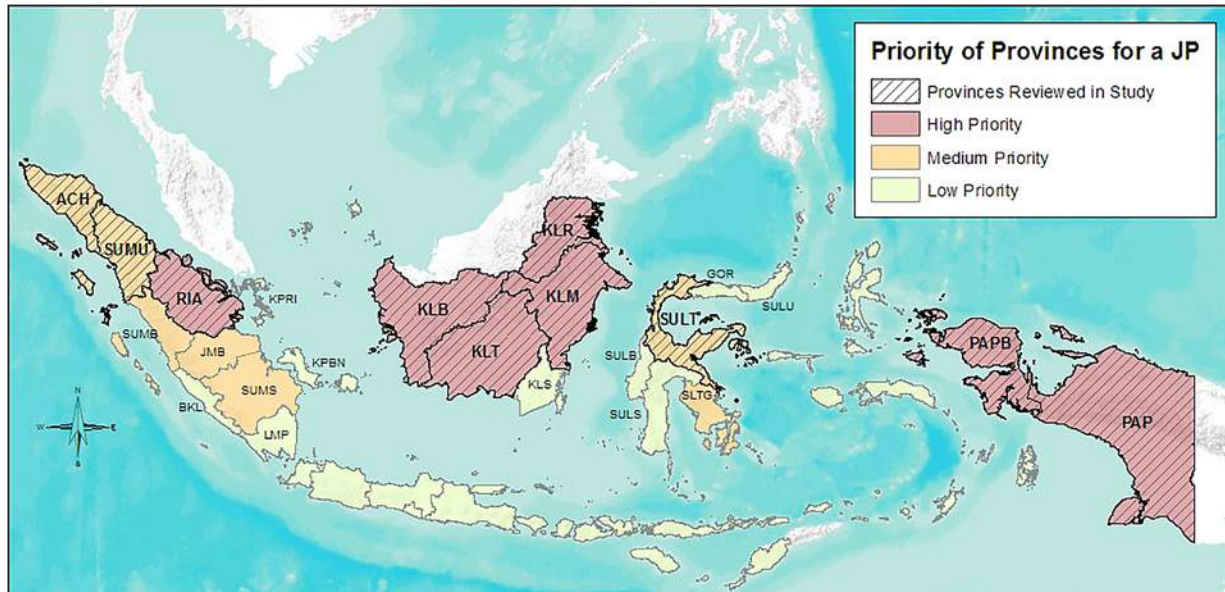 Priority of Provinces for a JP
Provinces Reviewed in Study
High Priority
Medium Priority
Low Priority
ACH
SUMU
RIA
KPRI
SUMB
JMB
KPBN
SUMS
BKL
LMP
KLR
KLB
KLM
KLT
KLS
GOR
SULU
SULT
SULB
SULS
SLTG
PAPB
PAP
N
W
E
S